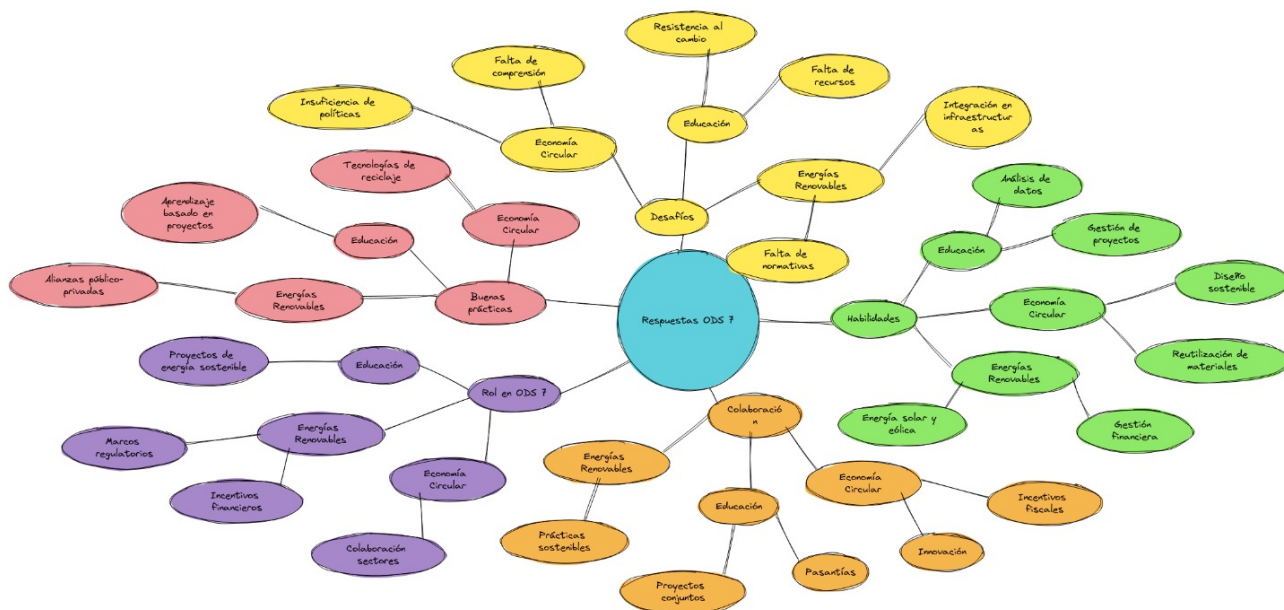 Respuestas ODS 7
Desafíos
Economía
Circular
Falta de
comprensión
Insuficiencia de
políticas
Educación
Resistencia al
cambio
Falta de
recursos
Energías
Renovables
Integración en
infraestructur
as
Falta de
normativas
Habilidades
Educación
Análisis de
datos
Gestión de
proyectos
Economía
Circular
Diseño
sostenible
Reutilización de
materiales
Energías
Renovables
Energía solar y
eólica
Gestión
financiera
Colaboració
n
Energías
Renovables
Prácticas
sostenibles
Educación
Proyectos
conjuntos
Pasantías
Economía
Circular
Incentivos
fiscales
Innovación
Rol en ODS 7
Educación
Proyectos de
energía sostenible
Energías
Renovables
Marcos
regulatorios
Incentivos
financieros
Economía
Circular
Colaboración
sectores
Buenas
prácticas
Economía
Circular
Tecnologías de
reciclaje
Educación
Aprendizaje
basado en
proyectos
Energías
Renovables
Alianzas público-
privadas